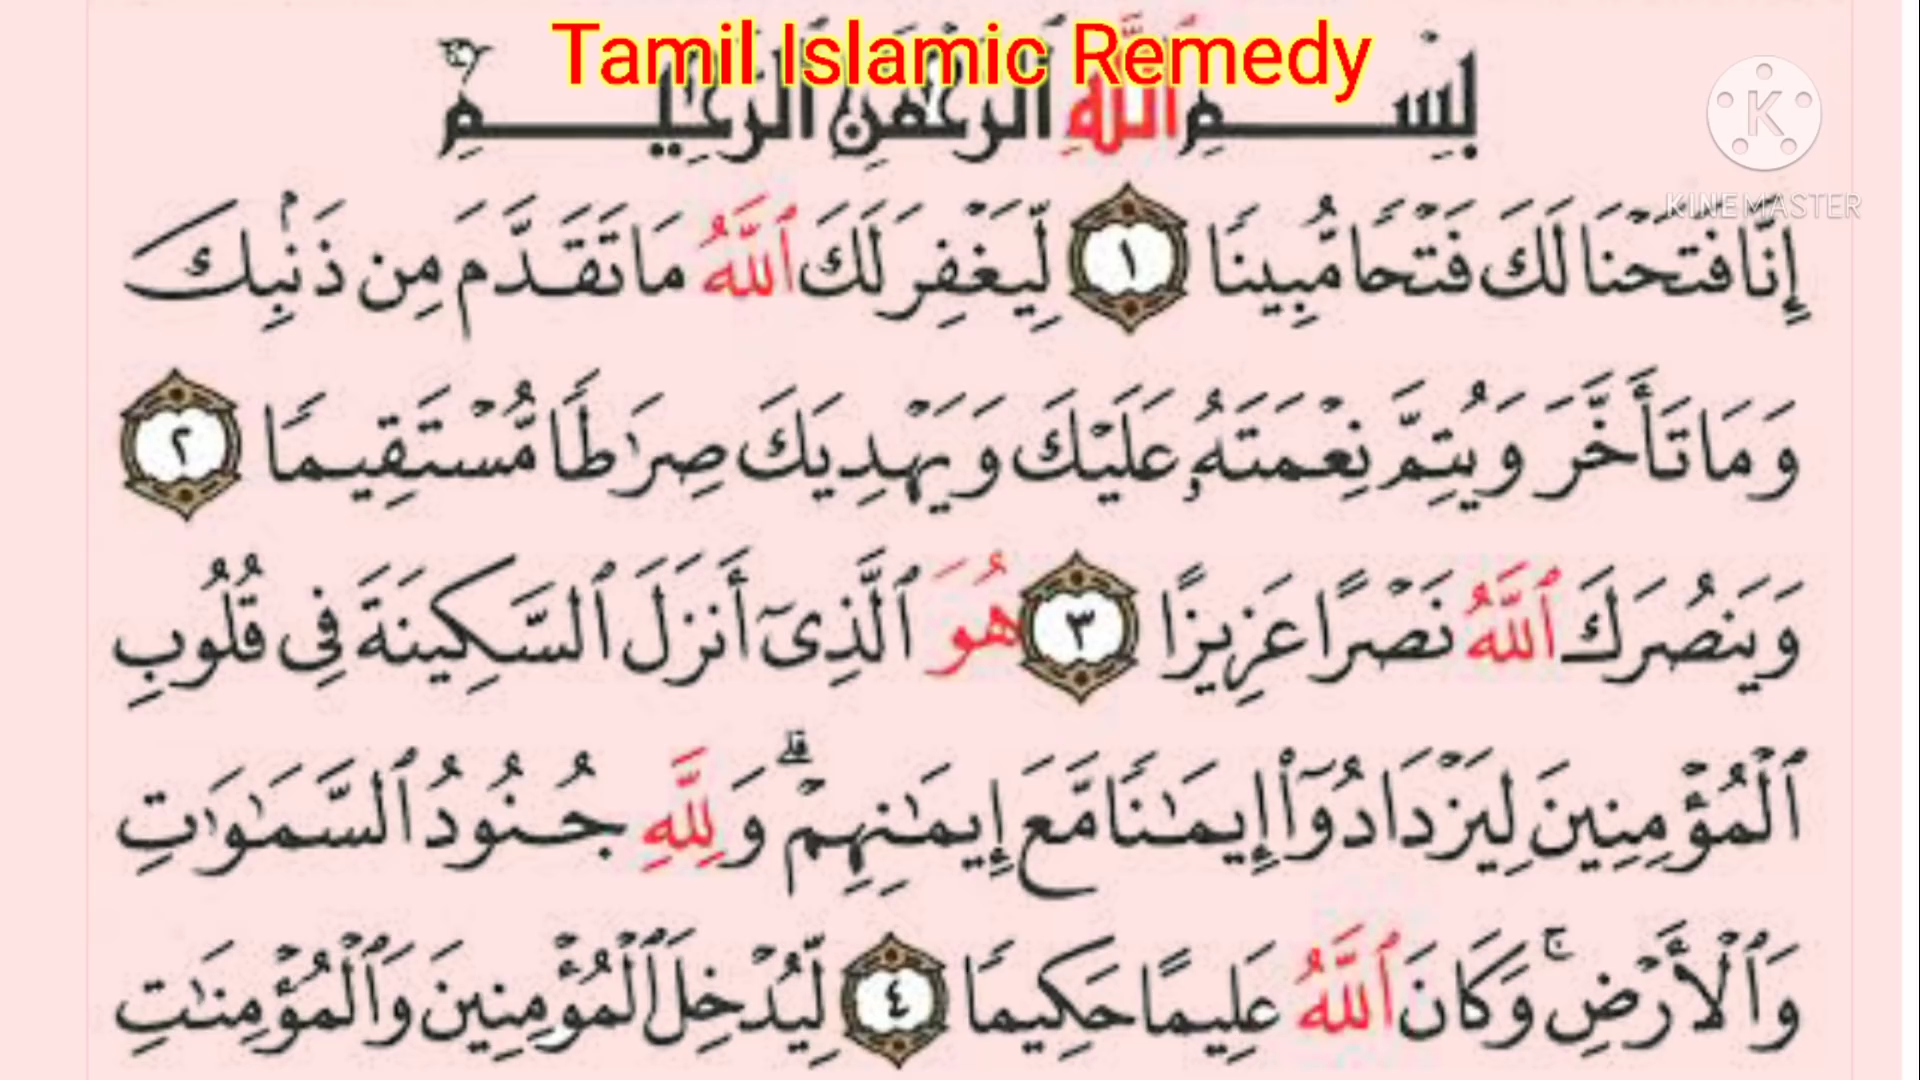 Tamil Islamic Remedy
بِسْمِ ٱللَّهِ ٱلرَّحْمَٰنِ ٱلرَّحِيمِ
K
KINEMASTER
إِنَّا فَتَحْنَا لَكَ فَتْحًا مُّبِينًا ١ لِّيَغْفِرَ لَكَ ٱللَّهُ مَا تَقَدَّمَ مِن ذَنۢبِكَ
وَمَا تَأَخَّرَ وَيُتِمَّ نِعْمَتَهُۥ عَلَيْكَ وَيَهْدِيَكَ صِرَٰطًا مُّسْتَقِيمًا ٢
وَيَنصُرَكَ ٱللَّهُ نَصْرًا عَزِيزًا ٣ هُوَ ٱلَّذِىٓ أَنزَلَ ٱلسَّكِينَةَ فِى قُلُوبِ
ٱلْمُؤْمِنِينَ لِيَزْدَادُوٓا۟ إِيمَٰنًا مَّعَ إِيمَٰنِهِمْ ۗ وَلِلَّهِ جُنُودُ ٱلسَّمَٰوَٰتِ
وَٱلْأَرْضِ ۚ وَكَانَ ٱللَّهُ عَلِيمًا حَكِيمًا ٤ لِّيُدْخِلَ ٱلْمُؤْمِنِينَ وَٱلْمُؤْمِنَٰتِ